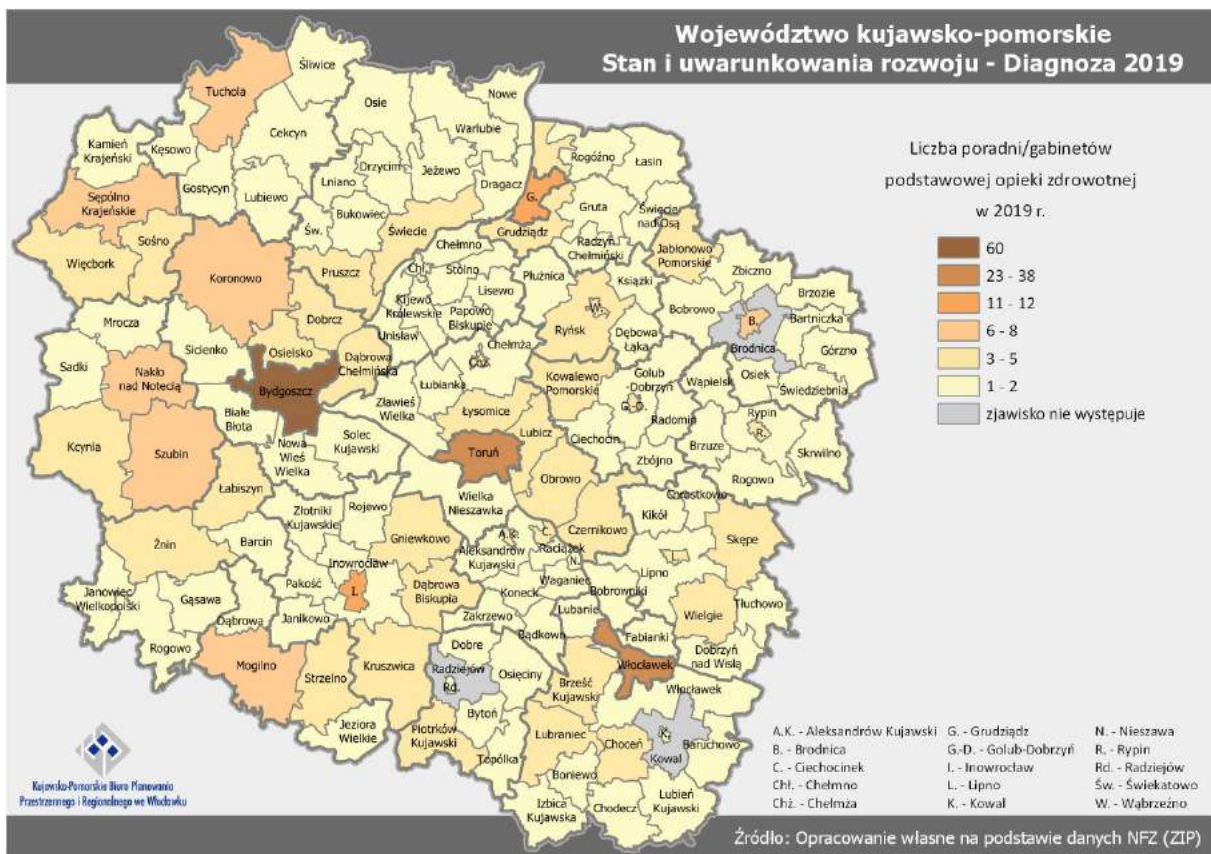 Województwo kujawsko-pomorskie
Stan i uwarunkowania rozwoju - Diagnoza 2019
Liczba poradni/gabinetów
podstawowej opieki zdrowotnej
w 2019 r.
60
23 - 38
11 - 12
6 - 8
3 - 5
1 - 2
zjawisko nie występuje
Śliwice
Tuchola
Nowe
Osie
Warlubie
Cekcyn
Kamień
Krajeński
Kęsowo
Rogóźno
Łasin
Drzycim
Jeżewo
Lniano
Gostycyn
Lubiewo
Dragacz
G.
Sępólno
Krajeńskie
Bukowiec
Gruta
Św.
Świecie
nad Osą
Świecie
Grudziądz
Sośno
Radzyń
Chełmiński
Jabłonowo
Pomorskie
Więcbork
Chełmno
Pruszcz
Koronowo
Chł.
Stolno
Płużnica
Książki
Zbiczno
Lisewo
Brzozie
Kijewo
Królewskie
Papowo
Biskupie
W.
Bobrowo
Bartniczka
Dobrcz
B.
Mrocza
Unisław
Ryńsk
Dębowa
Łąka
Sicienko
Chełmża
Brodnica
Górzno
Osielsko
Sadki
Dąbrowa
Chełmińska
Chż.
Nakło
nad Notecią
Golub
-Dobrzyń
Wąpielsk
Osiek
Łubianka
Kowalewo
Pomorskie
Świedziebnia
Bydgoszcz
Zławieś
Wielka
G.-D.
Radomin
Rypin
Białe
Błota
Łysomice
R.
Kcynia
Solec
Kujawski
Lubicz
Ciechocin
Brzuze
Nowa
Wieś
Wielka
Toruń
Skrwilno
Szubin
Zbójno
Rogowo
Obrowo
Łabiszyn
Wielka
Nieszawka
Chrostkowo
Złotniki
Kujawskie
Rojewo
Kikół
Czernikowo
Gniewkowo
A.K.
C.
Skępe
Żnin
Barcin
Raciążek
Aleksandrów
Kujawski
N.
L.
Inowrocław
Pakość
Waganiec
Lipno
Janowiec
Wielkopolski
Gąsawa
I.
Dąbrowa
Biskupia
Koneck
Bobrowniki
Tłuchowo
Janikowo
Lubanie
Wielgie
Dąbrowa
Zakrzewo
Bądkowo
Fabianki
Rogowo
Dobre
Dobrzyń
nad Wisłą
Mogilno
Kruszwica
Radziejów
Osięciny
Włocławek
Strzelno
Rd.
Brześć
Kujawski
Włocławek
Jeziora
Wielkie
Bytoń
Piotrków
Kujawski
Lubraniec
Choceń
K.
Baruchowo
Topólka
Kowal
Boniewo
Lubień
Kujawski
Izbica
Kujawska
Chodecz
A.K. - Aleksandrów Kujawski
B. - Brodnica
C. - Ciechocinek
Chł. - Chełmno
Chż. - Chełmża
G. - Grudziądz
G.-D. - Golub-Dobrzyń
I. - Inowrocław
L. - Lipno
K. - Kowal
N. - Nieszawa
R. - Rypin
Rd. - Radziejów
Św. - Świekatowo
W. - Wąbrzeźno
Kujawsko-Pomorskie Biuro Planowania
Przestrzennego i Regionalnego we Włocławku
Źródło: Opracowanie własne na podstawie danych NFZ (ZIP)